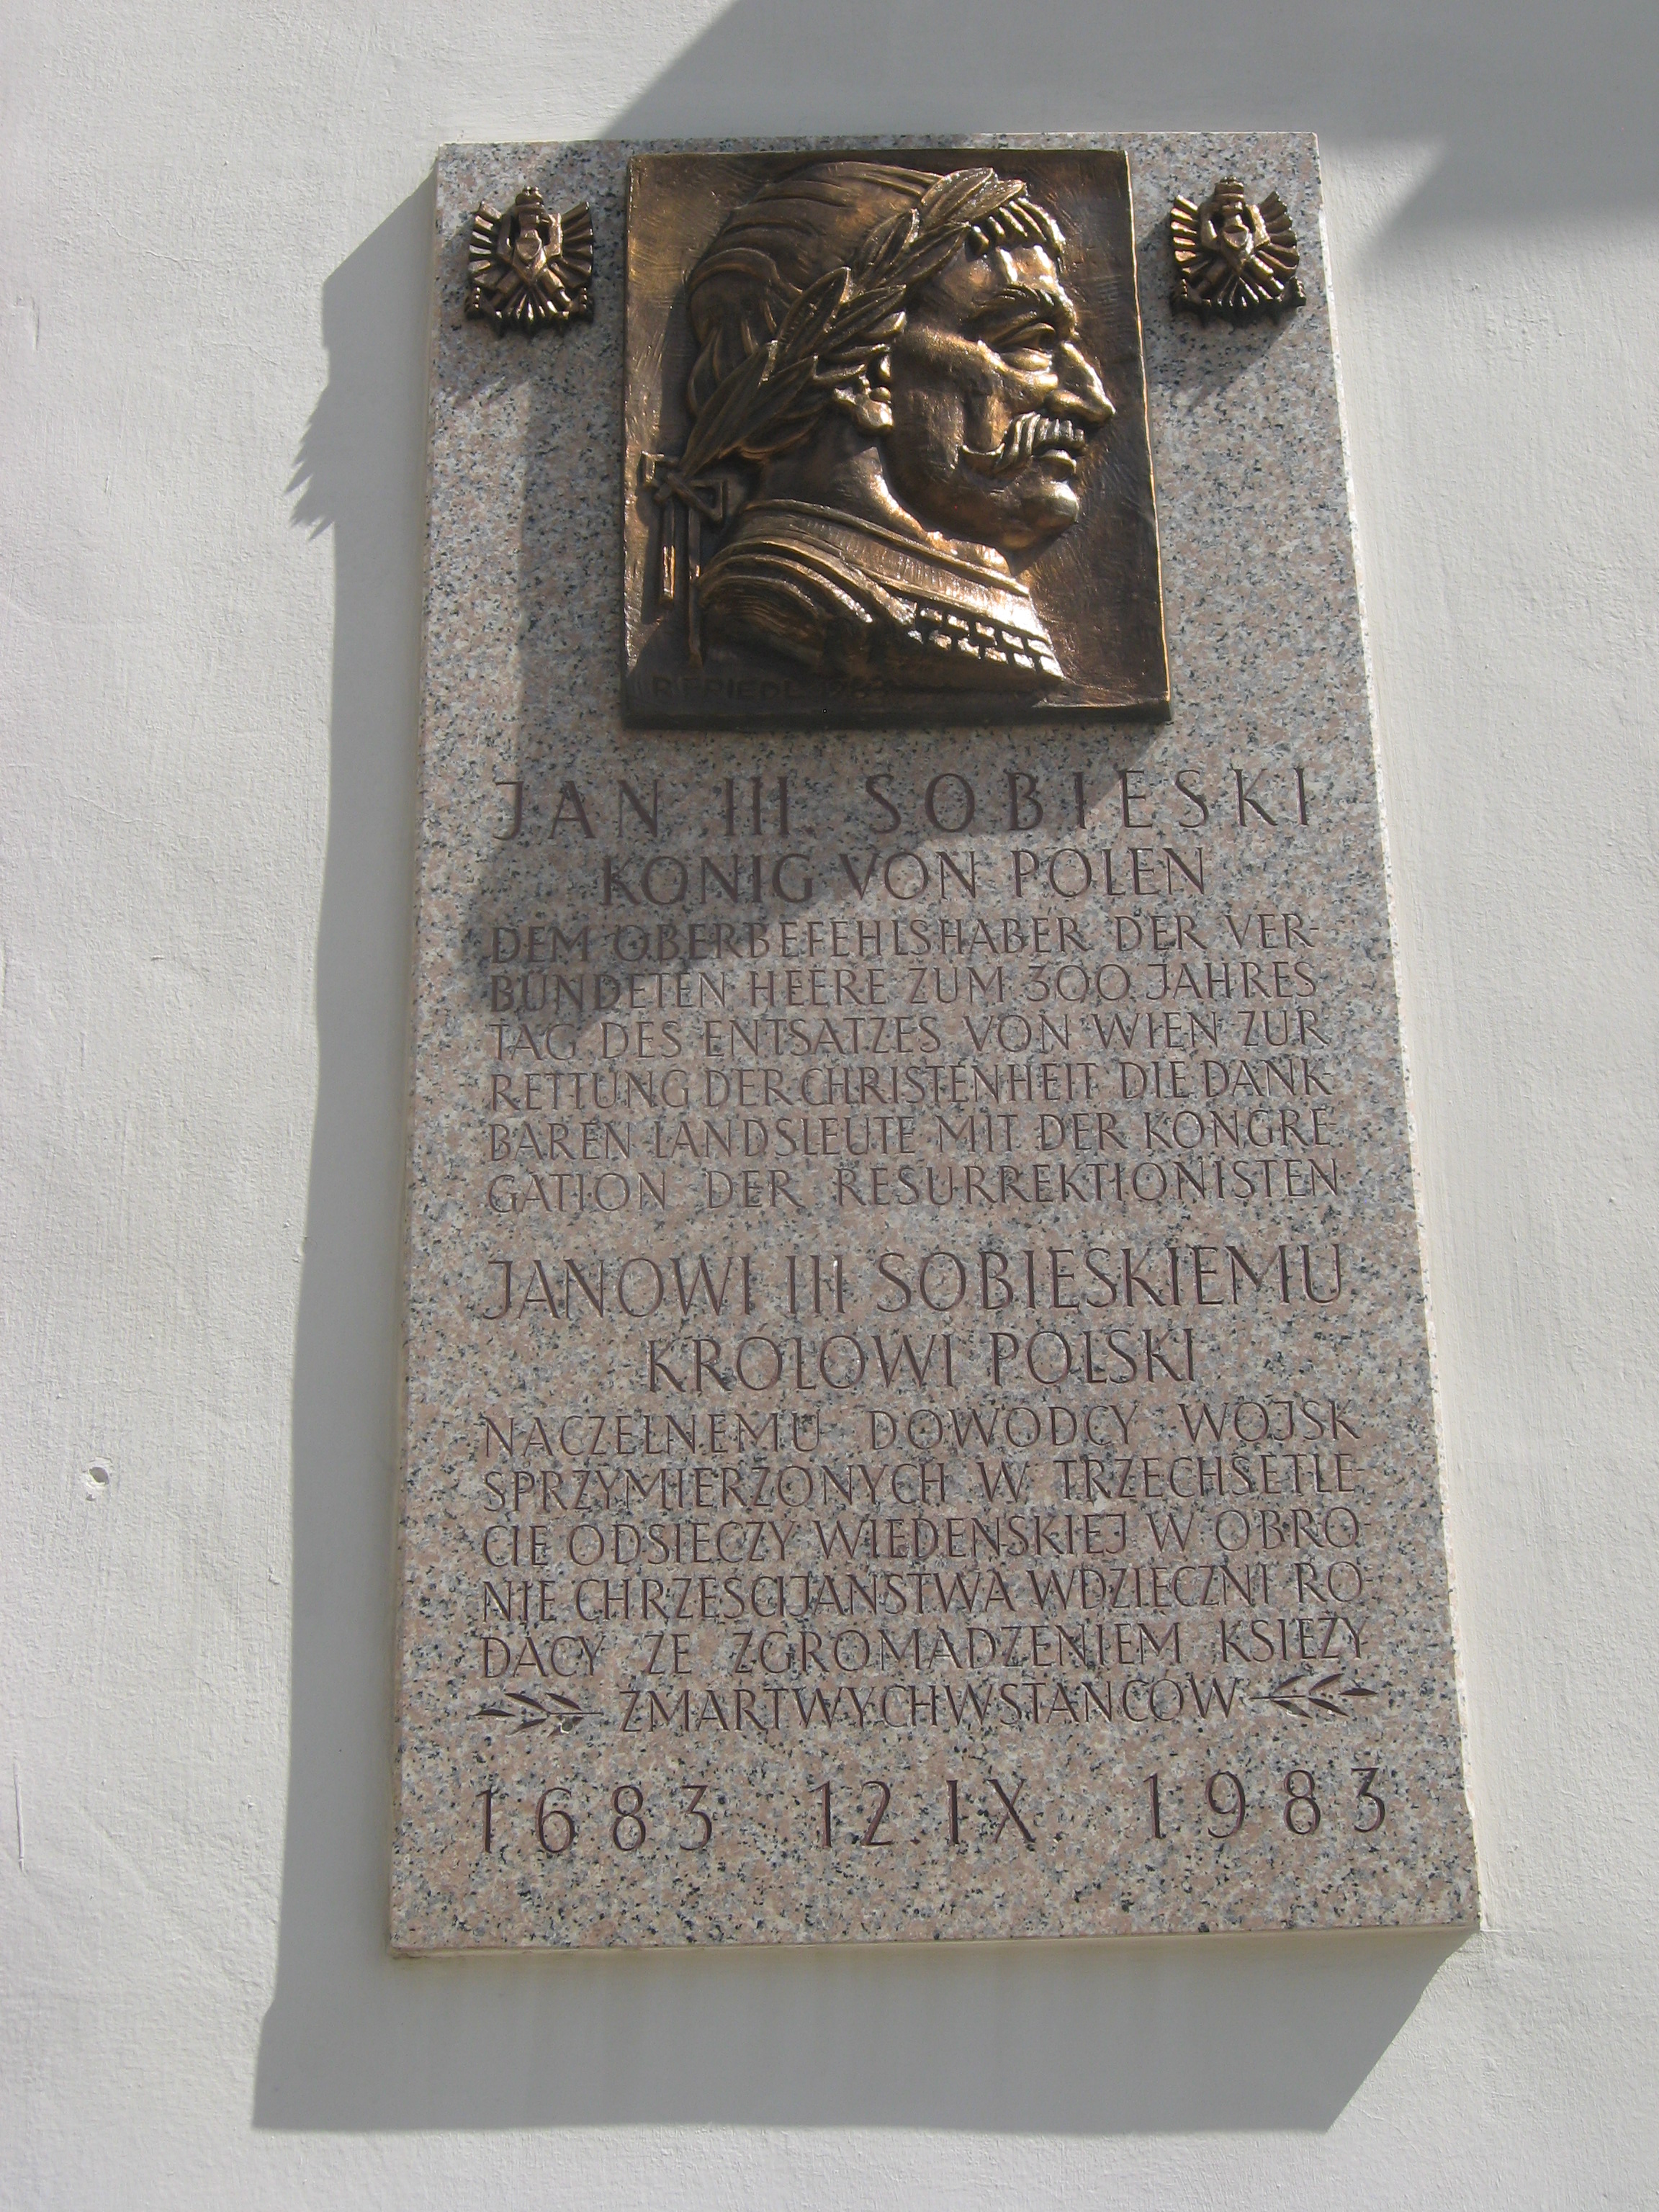 R. FRIEDL
JAN III. SOBIESKI
KÖNIG VON POLEN
DEM OBERBEFEHLSHABER DER VER-
BÜNDETEN HEERE ZUM 300. JAHRES
TAG DES ENTSATZES VON WIEN ZUR
RETTUNG DER CHRISTENHEIT DIE DANK-
BAREN LANDSLEUTE MIT DER KONGRE-
GATION DER RESURREKTIONISTEN
JANOWI III SOBIESKIEMU
KRÓLOWI POLSKI
NACZELNEMU DOWÓDCY WOJSK
SPRZYMIERZONYCH W TRZECHSETLE-
CIE ODSIECZY WIEDEŃSKIEJ W OBRO-
NIE CHRZEŚCIJAŃSTWA WDZIĘCZNI RO-
DACY ZE ZGROMADZENIEM KSIĘŻY
ZMARTWYCHWSTAŃCÓW
1683 12. IX 1983